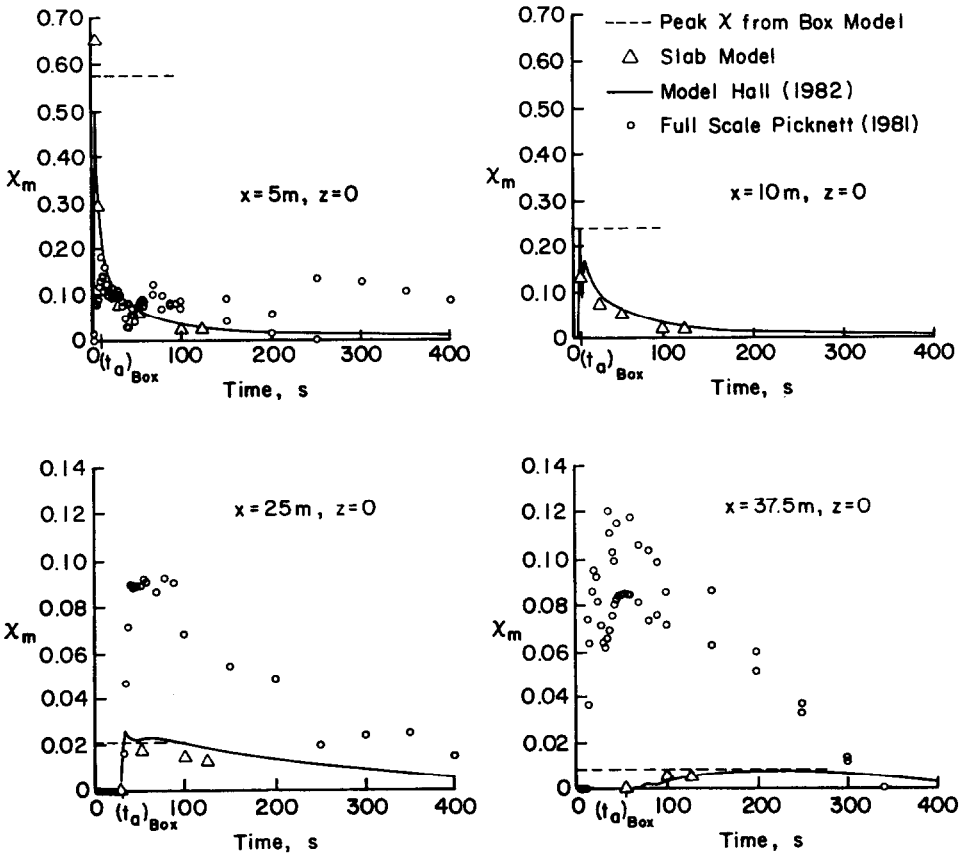 0.70
0.60
0.50
0.40
χm
0.30
0.20
0.10
0
x = 5m, z = 0
0 100 200 300 400
(ta)Box
Time, s
0.70
0.60
0.50
0.40
χm
0.30
0.20
0.10
0
Peak χ from Box Model
Slab Model
Model Hall (1982)
Full Scale Picknett (1981)
x = 10m, z = 0
0 100 200 300 400
(ta)Box
Time, s
0.14
0.12
0.10
0.08
χm
0.06
0.04
0.02
0
x = 25m, z = 0
0 100 200 300 400
(ta)Box
Time, s
0.14
0.12
0.10
0.08
χm
0.06
0.04
0.02
0
x = 37.5m, z = 0
0 100 200 300 400
(ta)Box
Time, s